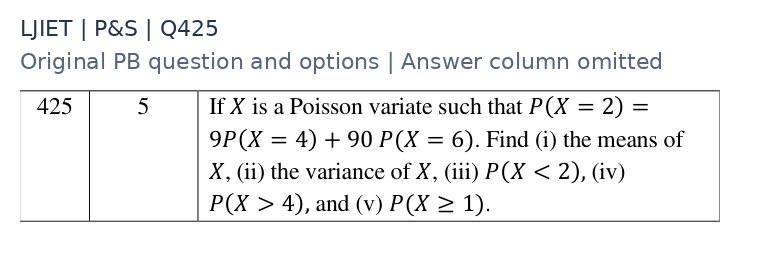 LJIET | P&S | Q425
Original PB question and options | Answer column omitted
425 5 If X is a Poisson variate such that P(X = 2) =
9P(X = 4) + 90 P(X = 6). Find (i) the means of
X, (ii) the variance of X, (iii) P(X < 2), (iv)
P(X > 4), and (v) P(X ≥ 1).